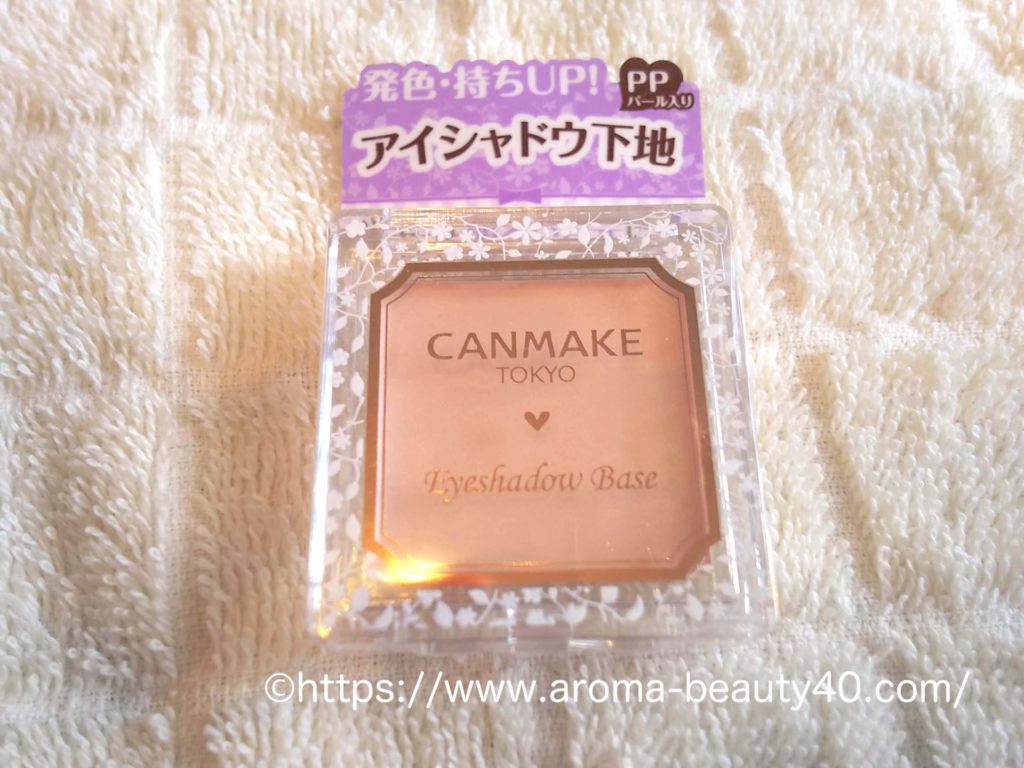 発色・持ちUP!
PP
パール入り
アイシャドウ下地
CANMAKE
TOKYO
Eyeshadow Base
©https://www.aroma-beauty40.com/